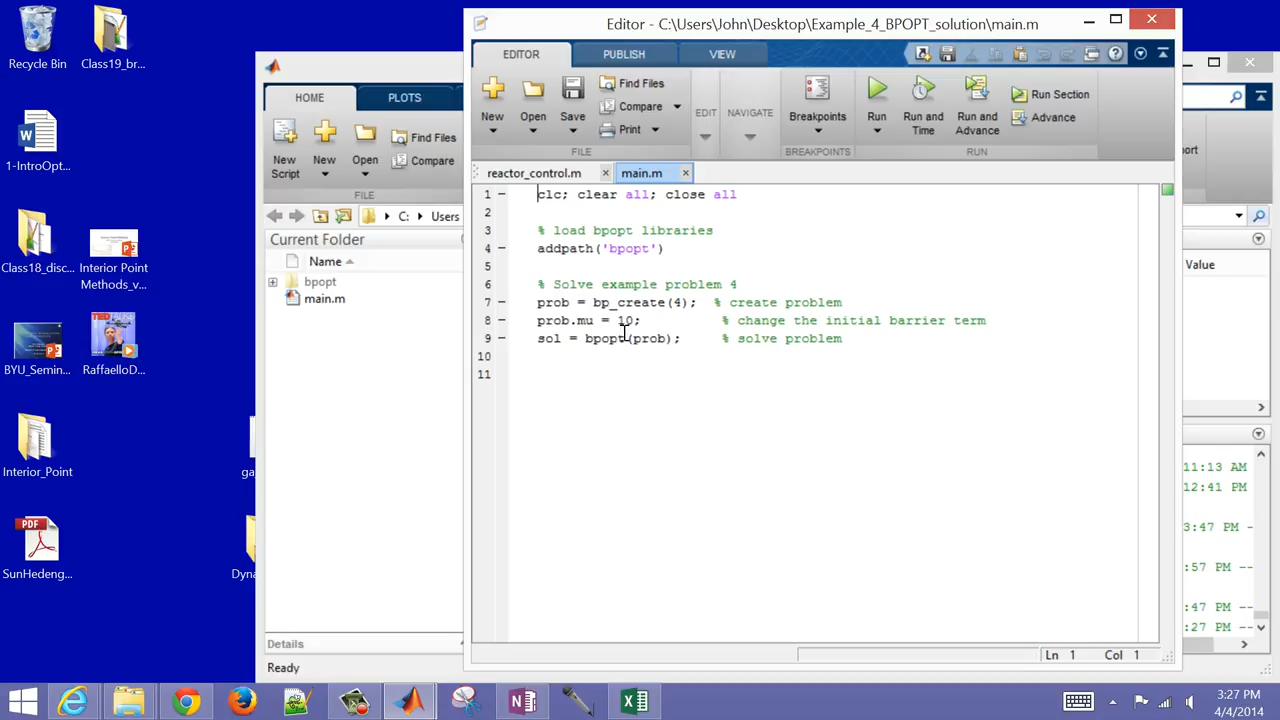 Recycle Bin
Class19_br...
1-IntroOpt...
Class18_disc...
Interior Point
Methods_v...
BYU_Semin...
RaffaelloD...
Interior_Point
PDF
SunHedeng...
Dyna
HOME
PLOTS
New
Script
New
Open
Find Files
Compare
FILE
C:
Users
Current Folder
Name
bpopt
main.m
Details
Ready
Editor - C:\Users\John\Desktop\Example_4_BPOPT_solution\main.m
EDITOR
PUBLISH
VIEW
New
Open
Save
Find Files
Compare
Print
FILE
EDIT
NAVIGATE
Breakpoints
BREAKPOINTS
Run
Run and
Time
Run and
Advance
Run Section
Advance
RUN
reactor_control.m
main.m
1 clc; clear all; close all
2
3 % load bpopt libraries
4 addpath('bpopt')
5
6 % Solve example problem 4
7 prob = bp_create(4); % create problem
8 prob.mu = 10; % change the initial barrier term
9 sol = bpopt(prob); % solve problem
10
11
Ln 1 Col 1
port
Value
11:13 AM
12:41 PM
3:47 PM --
:57 PM --
:47 PM --
:27 PM --
3:27 PM
4/4/2014